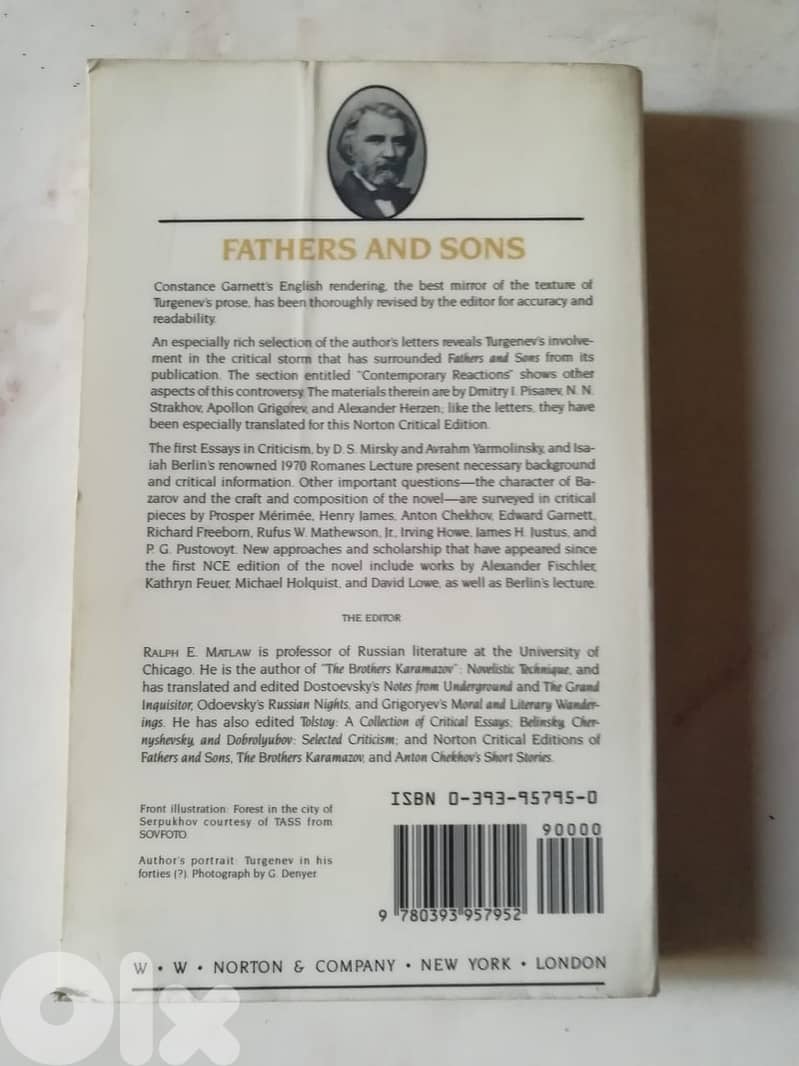 FATHERS AND SONS
Constance Garnett's English rendering, the best mirror of the texture of
Turgenev's prose, has been thoroughly revised by the editor for accuracy and
readability.
An especially rich selection of the author's letters reveals Turgenev's involve-
ment in the critical storm that has surrounded Fathers and Sons from its
publication. The section entitled "Contemporary Reactions" shows other
aspects of this controversy. The materials therein are by Dmitry I. Pisarev, N. N.
Strakhov, Apollon Grigorev, and Alexander Herzen; like the letters, they have
been especially translated for this Norton Critical Edition.
The first Essays in Criticism, by D. S. Mirsky and Avrahm Yarmolinsky, and Isa-
iah Berlin's renowned 1970 Romanes Lecture present necessary background
and critical information. Other important questions—the character of Ba-
zarov and the craft and composition of the novel—are surveyed in critical
pieces by Prosper Mérimée, Henry James, Anton Chekhov, Edward Garnett,
Richard Freeborn, Rufus W. Mathewson, Jr., Irving Howe, James H. Justus, and
P. G. Pustovoyt. New approaches and scholarship that have appeared since
the first NCE edition of the novel include works by Alexander Fischler,
Kathryn Feuer, Michael Holquist, and David Lowe, as well as Berlin's lecture.
THE EDITOR
RALPH E. MATLAW is professor of Russian literature at the University of
Chicago. He is the author of "The Brothers Karamazov": Novelistic Technique, and
has translated and edited Dostoevsky's Notes from Underground and The Grand
Inquisitor, Odoevsky's Russian Nights, and Grigoryev's Moral and Literary Wander-
ings. He has also edited Tolstoy: A Collection of Critical Essays; Belinsky, Cher-
nyshevsky, and Dobrolyubov: Selected Criticism; and Norton Critical Editions of
Fathers and Sons, The Brothers Karamazov, and Anton Chekhov's Short Stories.
Front illustration: Forest in the city of
Serpukhov courtesy of TASS from
SOVFOTO.
Author's portrait: Turgenev in his
forties (?). Photograph by G. Denyer.
ISBN 0-393-95795-0
90000
9 780393 957952
W • W • NORTON & COMPANY • NEW YORK • LONDON
Olx